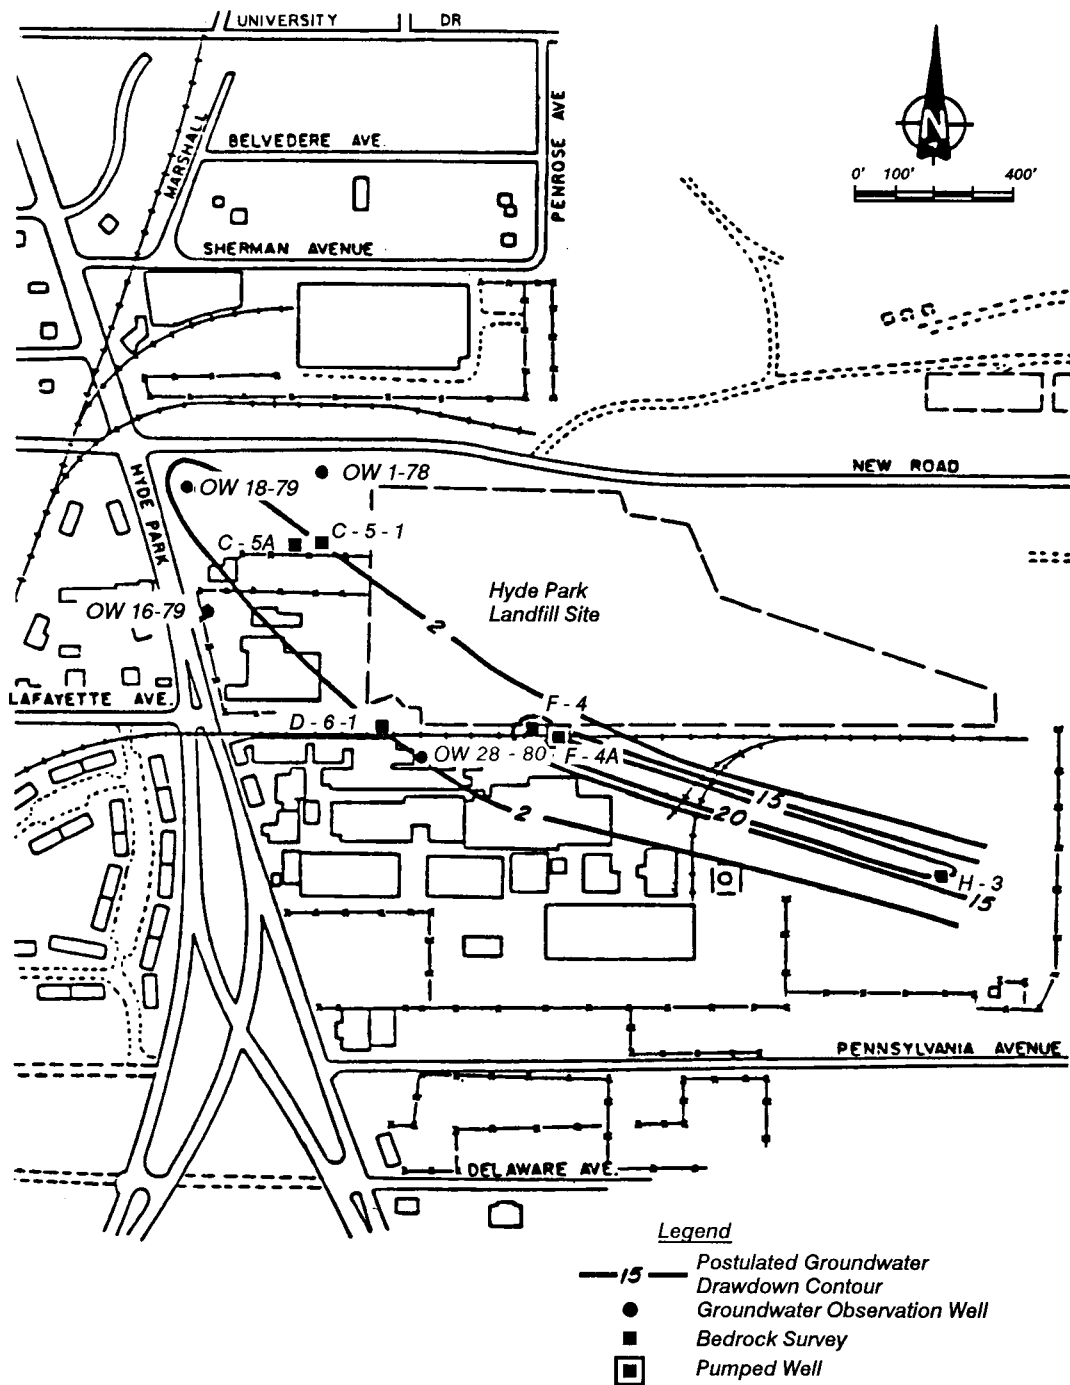 UNIVERSITY DR
PENROSE AVE
MARSHALL
BELVEDERE AVE.
SHERMAN AVENUE
N
0' 100' 400'
HYDE PARK
NEW ROAD
OW 18-79
OW 1-78
C - 5A
C - 5 - 1
OW 16-79
Hyde Park
Landfill Site
2
LAFAYETTE AVE.
D - 6 - 1
F - 4
OW 28 - 80
F - 4A
2
15
20
H - 3
15
PENNSYLVANIA AVENUE
DELAWARE AVE.
Legend
15
Postulated Groundwater
Drawdown Contour
Groundwater Observation Well
Bedrock Survey
Pumped Well